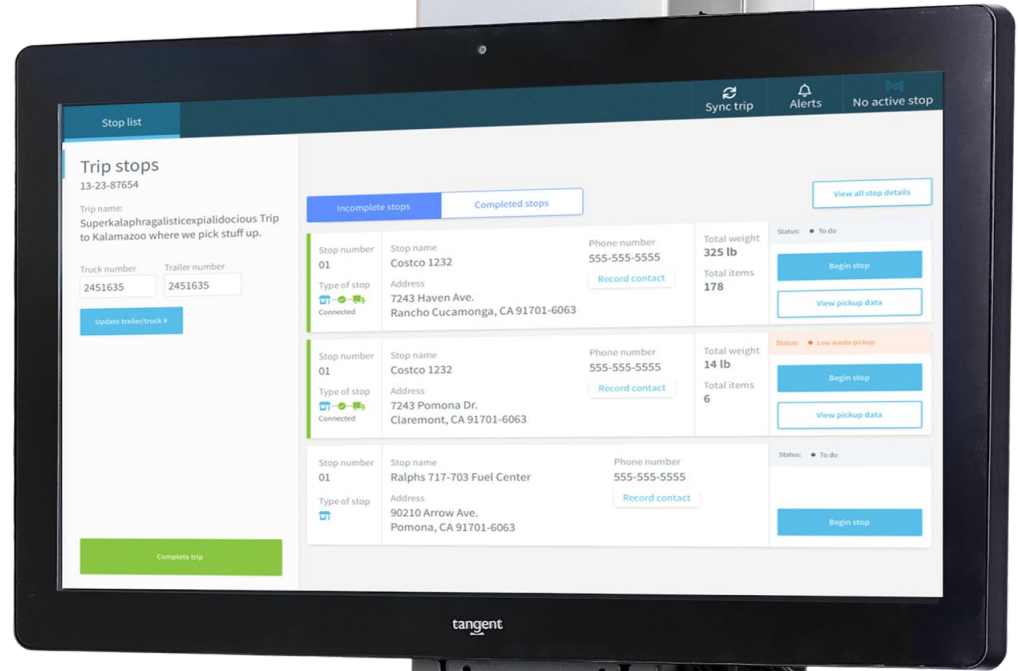 Sync trip
Alerts
No active stop
Stop list
Trip stops
13-23-87654
Trip name:
Superkalaphragalisticexpialidocious Trip
to Kalamazoo where we pick stuff up.
Truck number
Trailer number
2451635
2451635
Update trailer/truck #
Complete trip
Incomplete stops
Completed stops
View all stop details
Stop number
01
Type of stop
Connected
Stop name
Costco 1232
Address
7243 Haven Ave.
Rancho Cucamonga, CA 91701-6063
Phone number
555-555-5555
Record contact
Total weight
325 lb
Total items
178
Status: To do
Begin stop
View pickup data
Stop number
01
Type of stop
Connected
Stop name
Costco 1232
Address
7243 Pomona Dr.
Claremont, CA 91701-6063
Phone number
555-555-5555
Record contact
Total weight
14 lb
Total items
6
Status: Low waste pickup
Begin stop
View pickup data
Stop number
01
Type of stop
Stop name
Ralphs 717-703 Fuel Center
Address
90210 Arrow Ave.
Pomona, CA 91701-6063
Phone number
555-555-5555
Record contact
Status: To do
Begin stop
tangent